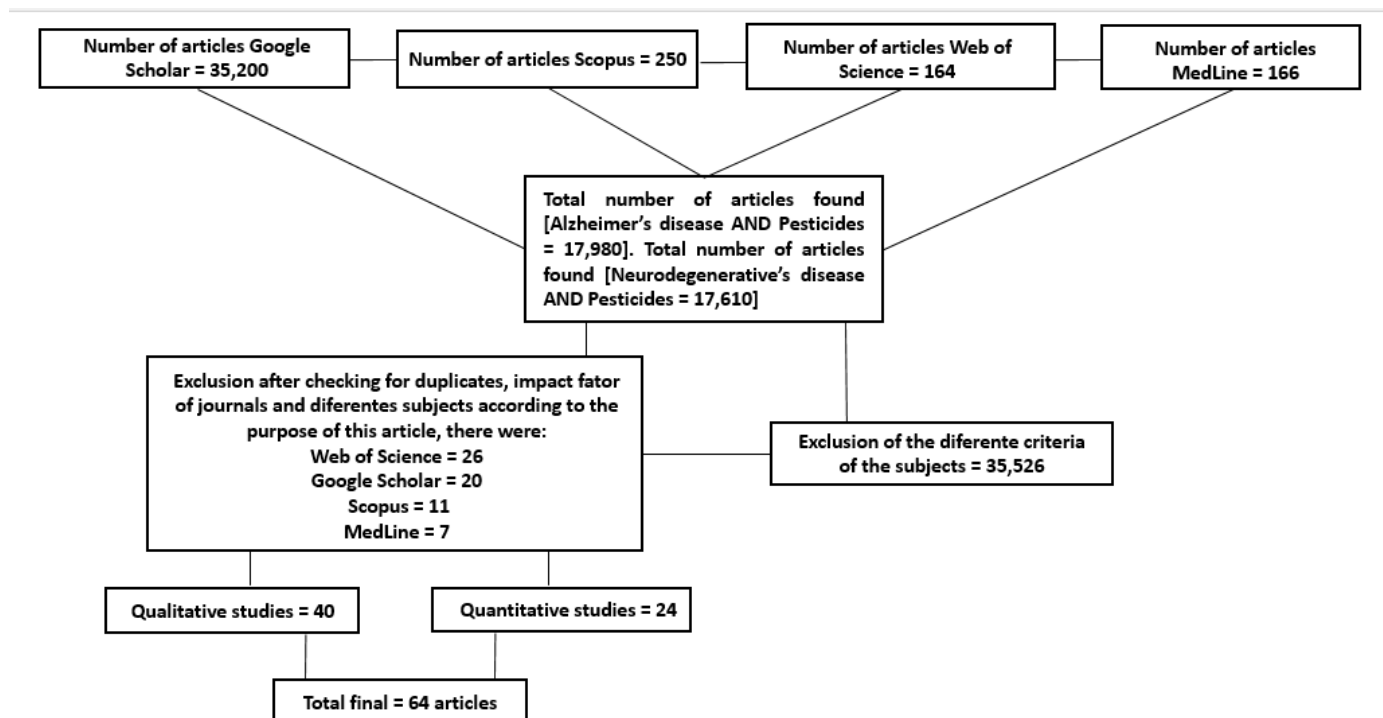 Number of articles Google
Scholar = 35,200
Number of articles Scopus = 250
Number of articles Web of
Science = 164
Number of articles
MedLine = 166
Total number of articles found
[Alzheimer's disease AND Pesticides
= 17,980]. Total number of articles
found [Neurodegenerative's disease
AND Pesticides = 17,610]
Exclusion after checking for duplicates, impact fator
of journals and diferentes subjects according to the
purpose of this article, there were:
Web of Science = 26
Google Scholar = 20
Scopus = 11
MedLine = 7
Exclusion of the diferente criteria
of the subjects = 35,526
Qualitative studies = 40
Quantitative studies = 24
Total final = 64 articles